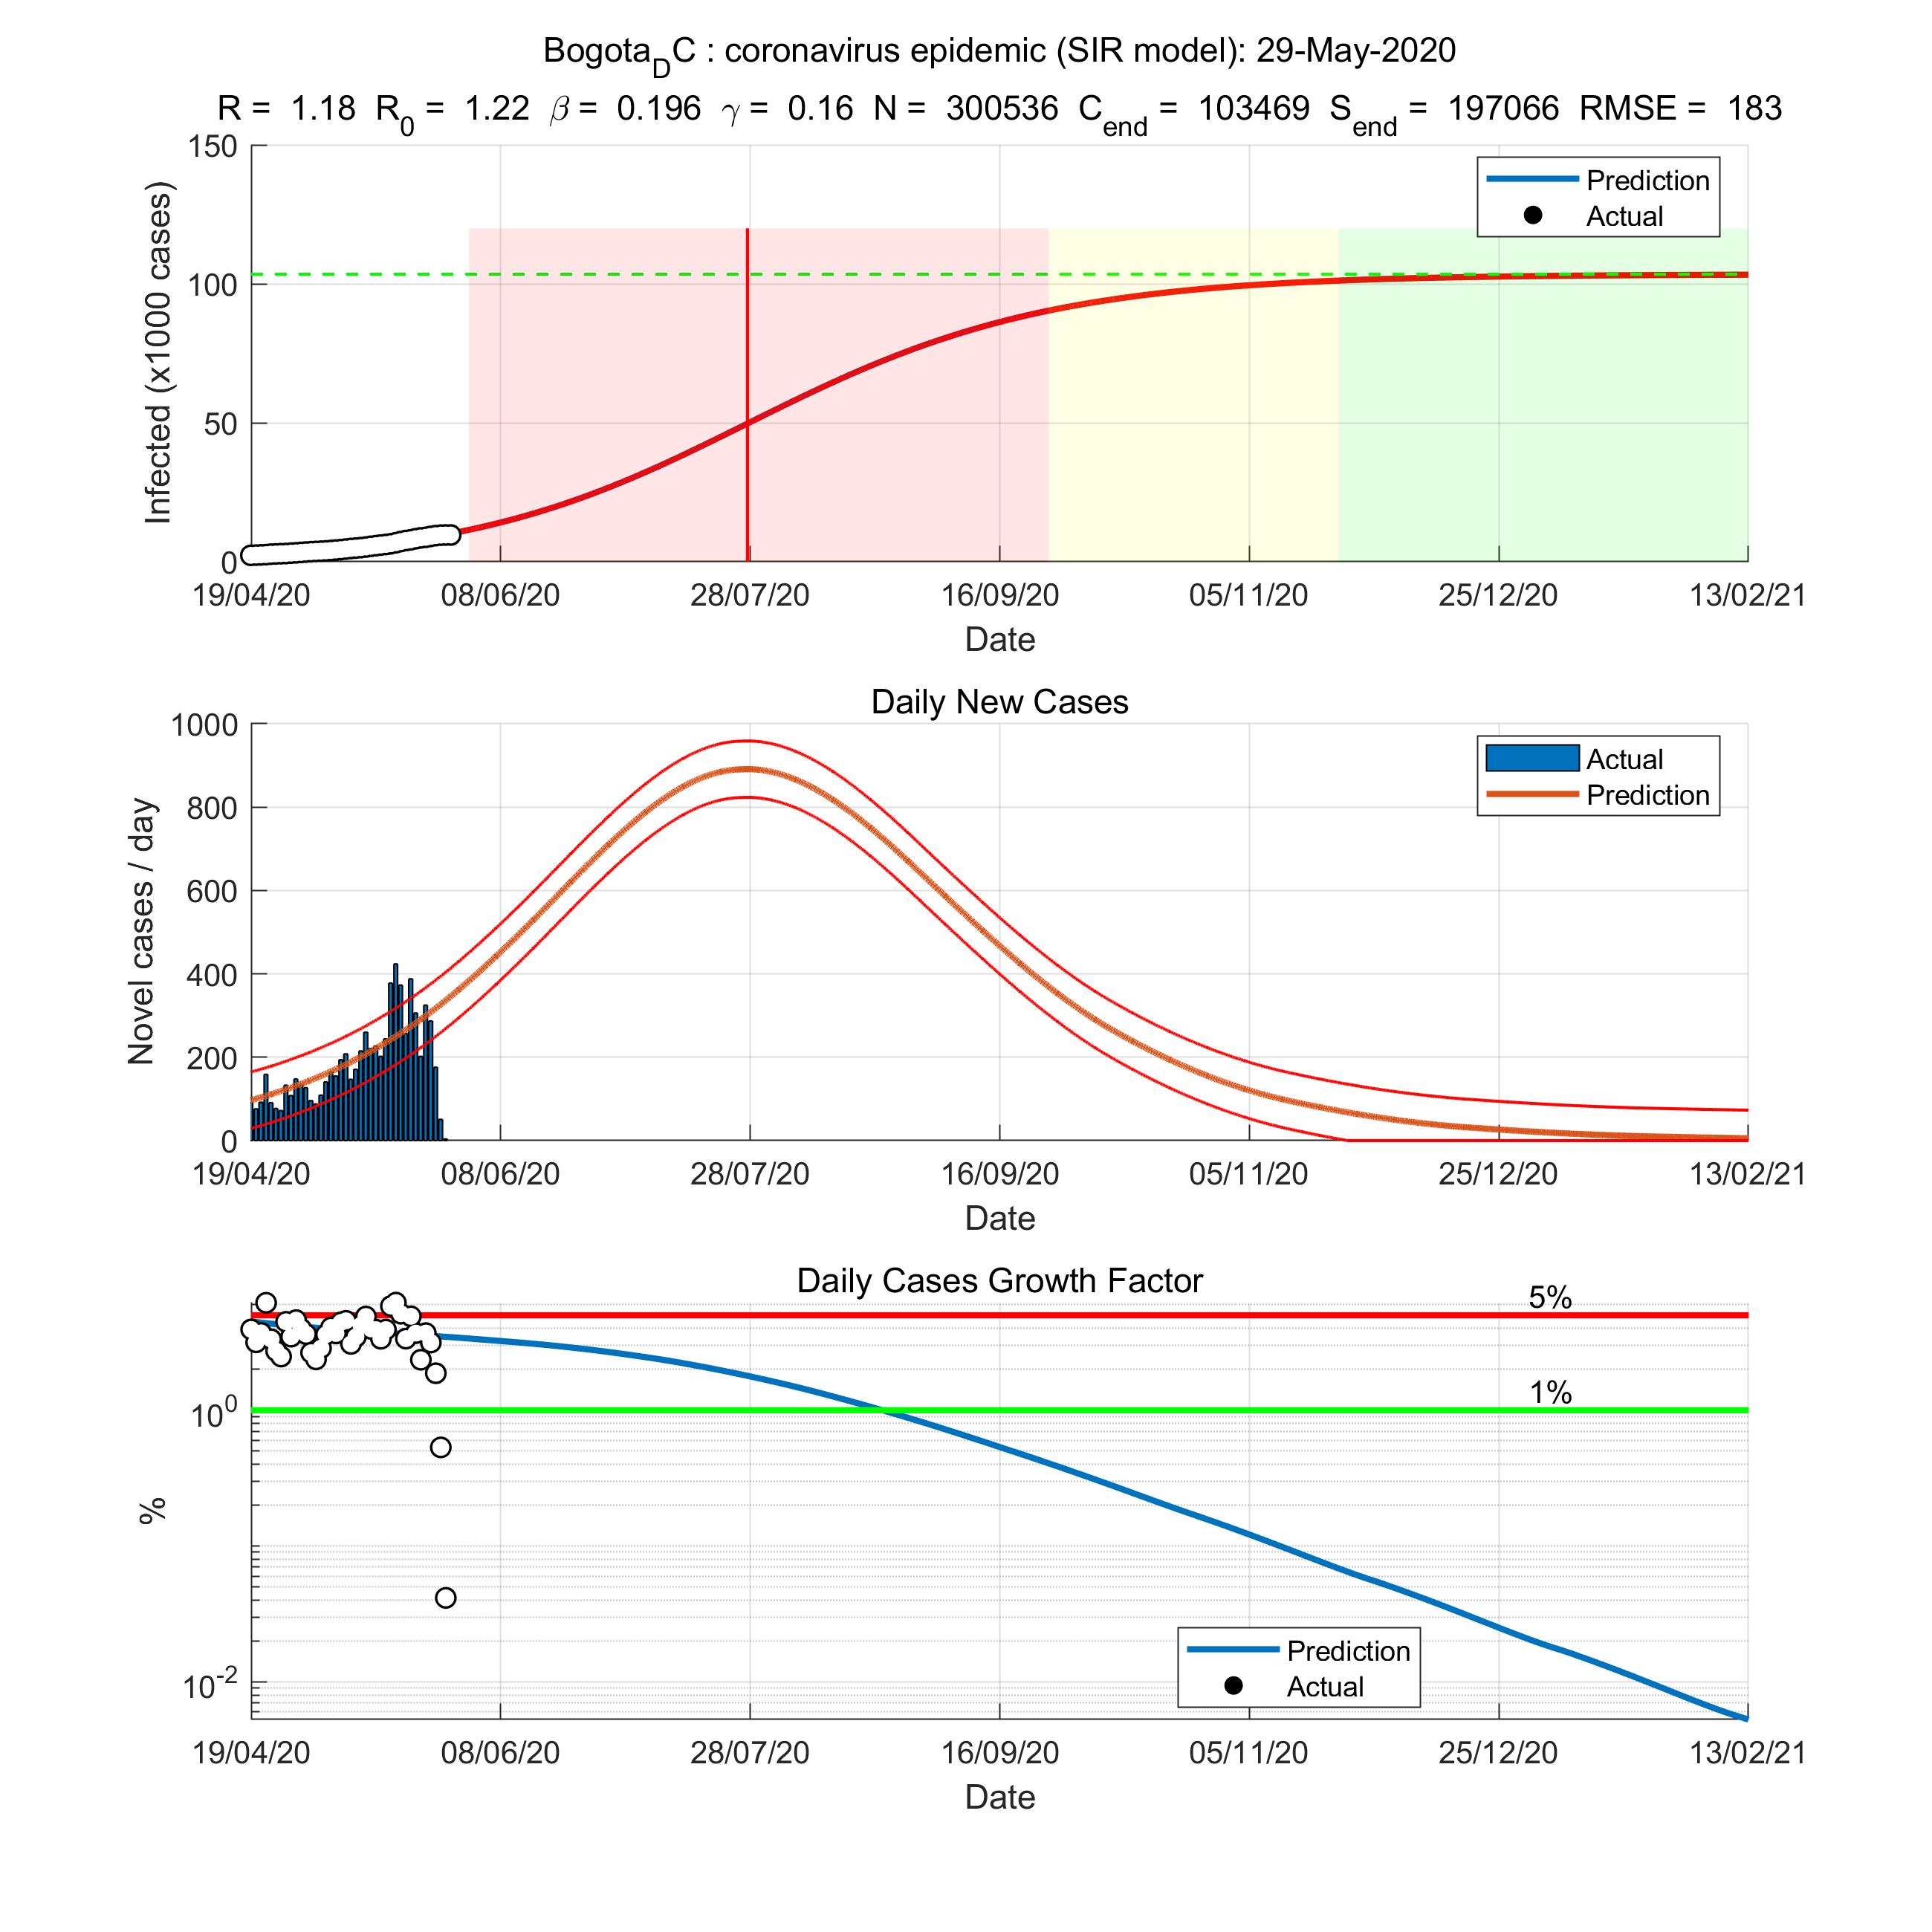 Bogota_DC : coronavirus epidemic (SIR model): 29-May-2020
R = 1.18 R_0 = 1.22 β = 0.196 γ = 0.16 N = 300536 C_end = 103469 S_end = 197066 RMSE = 183
150
100
50
0
Infected (x1000 cases)
Prediction
Actual
19/04/20 08/06/20 28/07/20 16/09/20 05/11/20 25/12/20 13/02/21
Date
Daily New Cases
1000
800
600
400
200
0
Novel cases / day
Actual
Prediction
19/04/20 08/06/20 28/07/20 16/09/20 05/11/20 25/12/20 13/02/21
Date
Daily Cases Growth Factor
5%
1%
10^0
10^-2
%
Prediction
Actual
19/04/20 08/06/20 28/07/20 16/09/20 05/11/20 25/12/20 13/02/21
Date